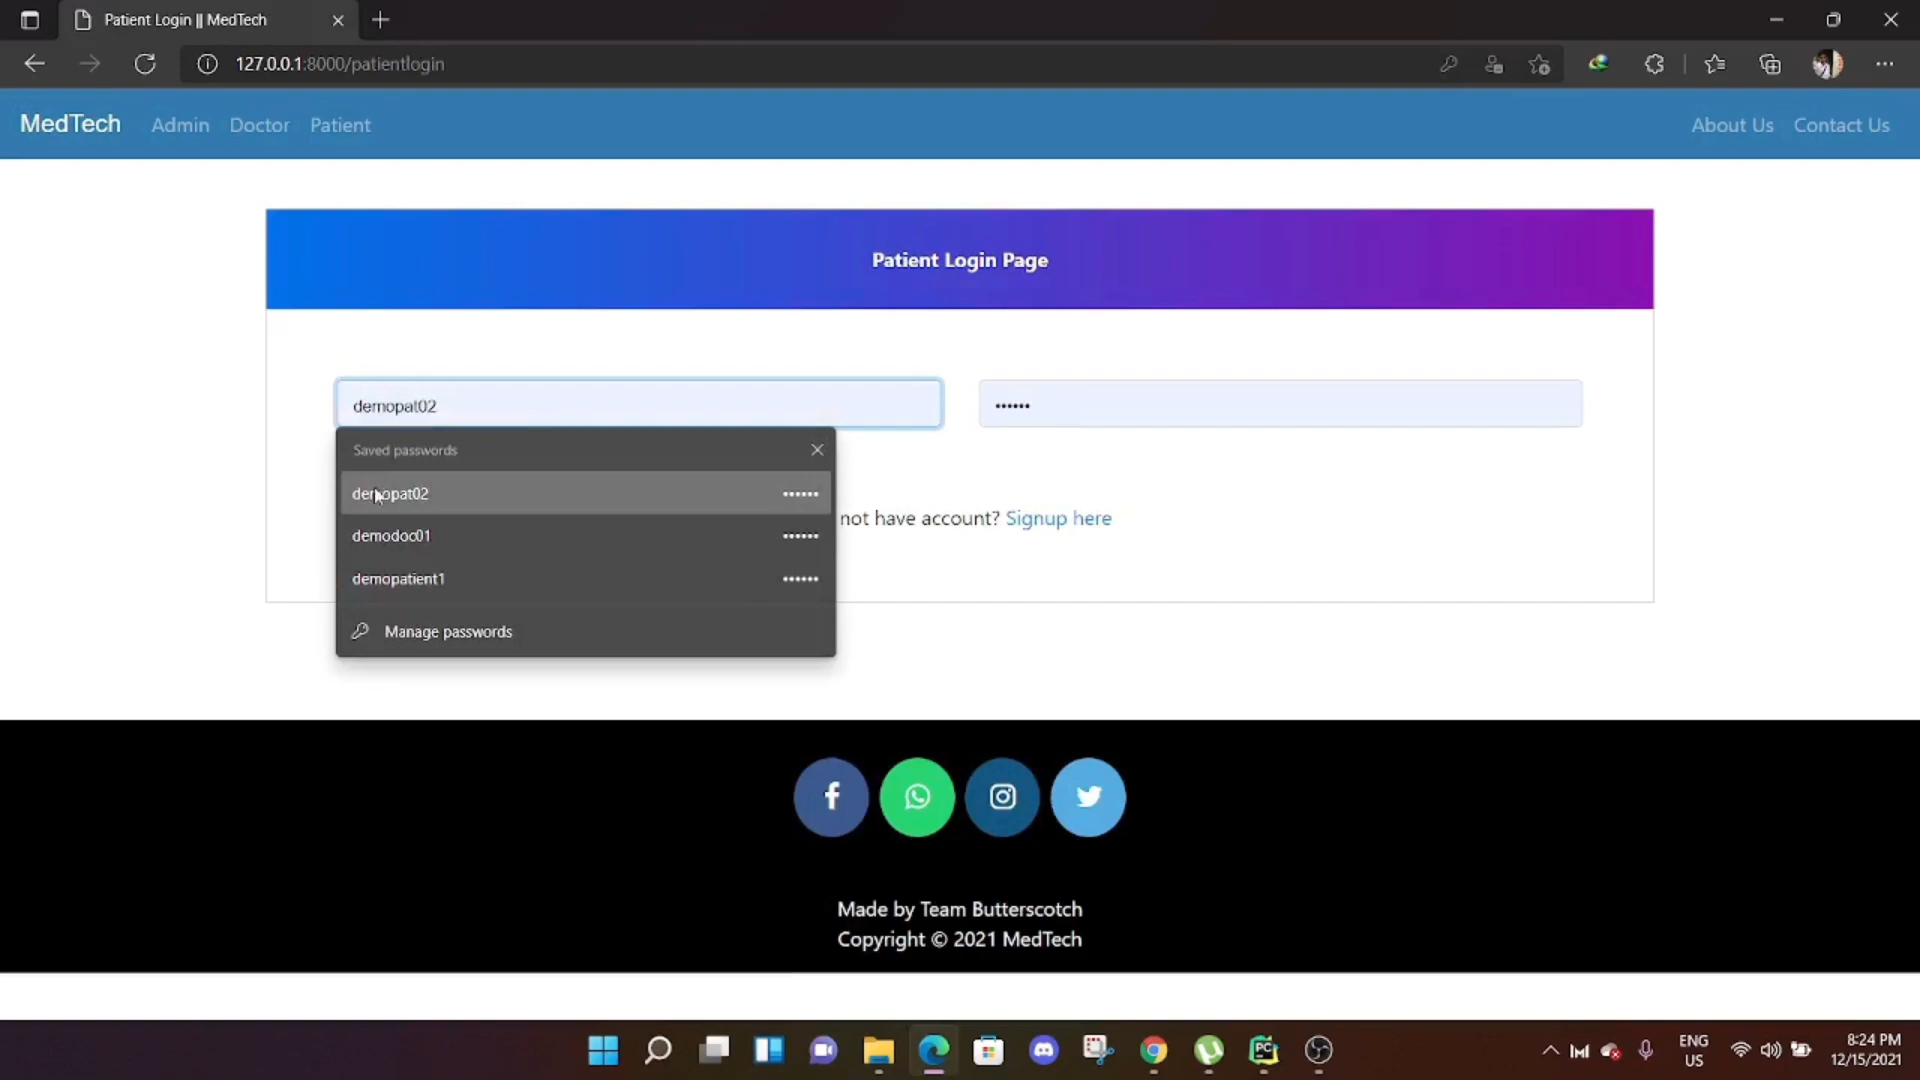 Patient Login || MedTech
127.0.0.1:8000/patientlogin
MedTech Admin Doctor Patient About Us Contact Us
Patient Login Page
demopat02 ••••••
Saved passwords
demopat02 ••••••
demodoc01 ••••••
demopatient1 ••••••
Manage passwords
not have account? Signup here
Made by Team Butterscotch
Copyright © 2021 MedTech
ENG
US
8:24 PM
12/15/2021